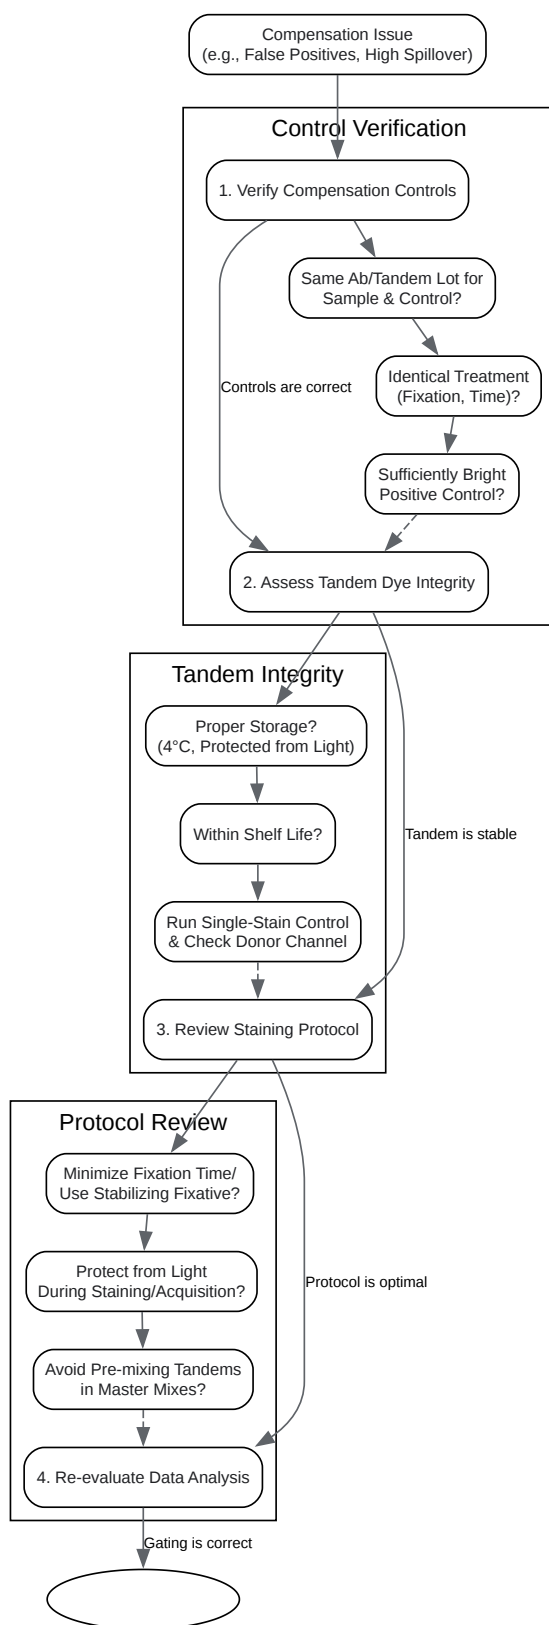 Compensation Issue
(e.g., False Positives, High Spillover)
Control Verification
1. Verify Compensation Controls
Same Ab/Tandem Lot for
Sample & Control?
Identical Treatment
(Fixation, Time)?
Controls are correct
Sufficiently Bright
Positive Control?
2. Assess Tandem Dye Integrity
Tandem Integrity
Proper Storage?
(4°C, Protected from Light)
Within Shelf Life?
Tandem is stable
Run Single-Stain Control
& Check Donor Channel
3. Review Staining Protocol
Protocol Review
Minimize Fixation Time/
Use Stabilizing Fixative?
Protect from Light
During Staining/Acquisition?
Protocol is optimal
Avoid Pre-mixing Tandems
in Master Mixes?
4. Re-evaluate Data Analysis
Gating is correct